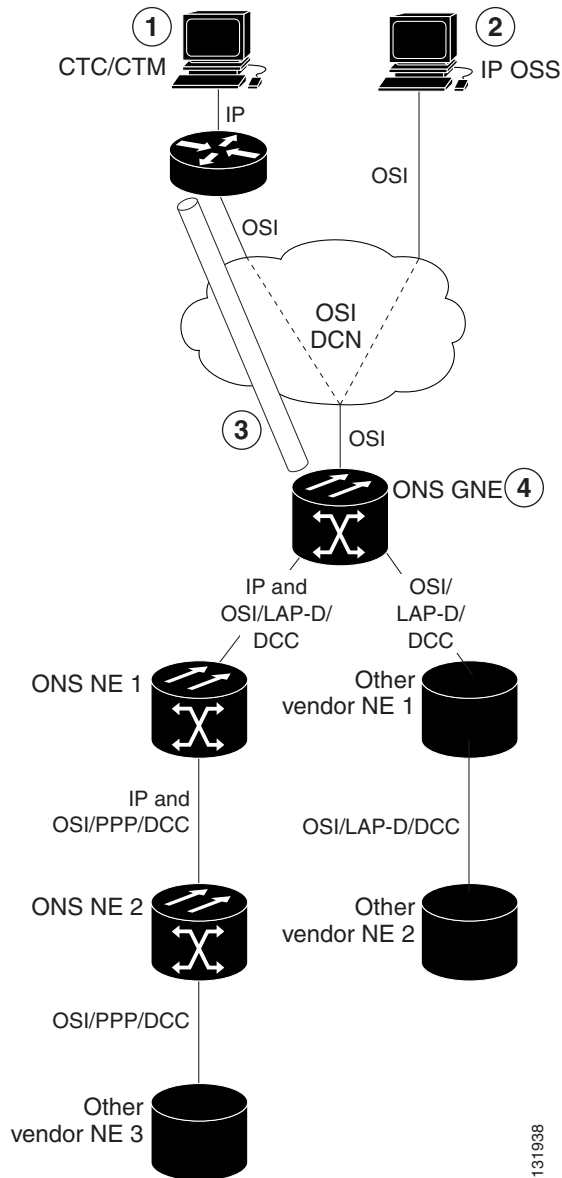 1
2
CTC/CTM
IP OSS
IP
OSI
OSI
OSI
DCN
3
OSI
ONS GNE
4
IP and
OSI/LAP-D/
DCC
OSI/
LAP-D/
DCC
ONS NE 1
Other
vendor NE 1
IP and
OSI/PPP/DCC
OSI/LAP-D/DCC
ONS NE 2
Other
vendor NE 2
OSI/PPP/DCC
Other
vendor NE 3
131938